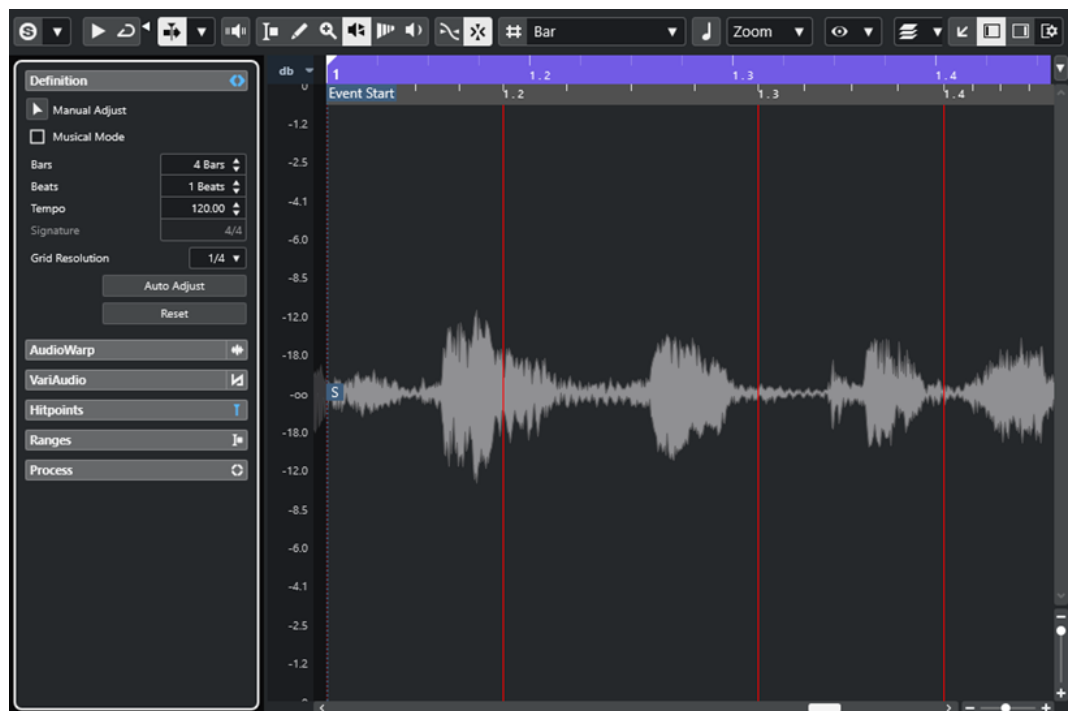 S
Bar
Zoom
Definition
Manual Adjust
Musical Mode
Bars 4 Bars
Beats 1 Beats
Tempo 120.00
Signature 4/4
Grid Resolution 1/4
Auto Adjust
Reset
AudioWarp
VariAudio
Hitpoints
Ranges
Process
db 1 1.2 1.3 1.4
Event Start 1.2 1.3 1.4
0
-1.2
-2.5
-4.1
-6.0
-8.5
-12.0
-18.0
-oo S
-18.0
-12.0
-8.5
-6.0
-4.1
-2.5
-1.2